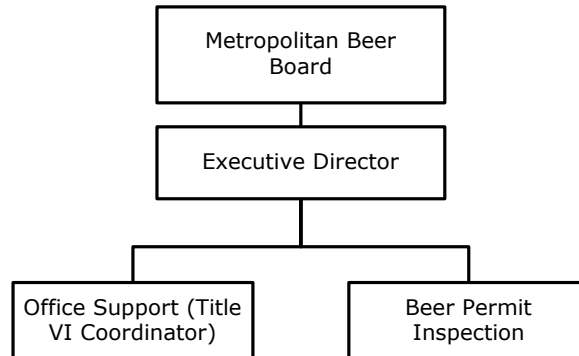 Metropolitan Beer
Board
Executive Director
Office Support (Title
VI Coordinator)
Beer Permit
Inspection